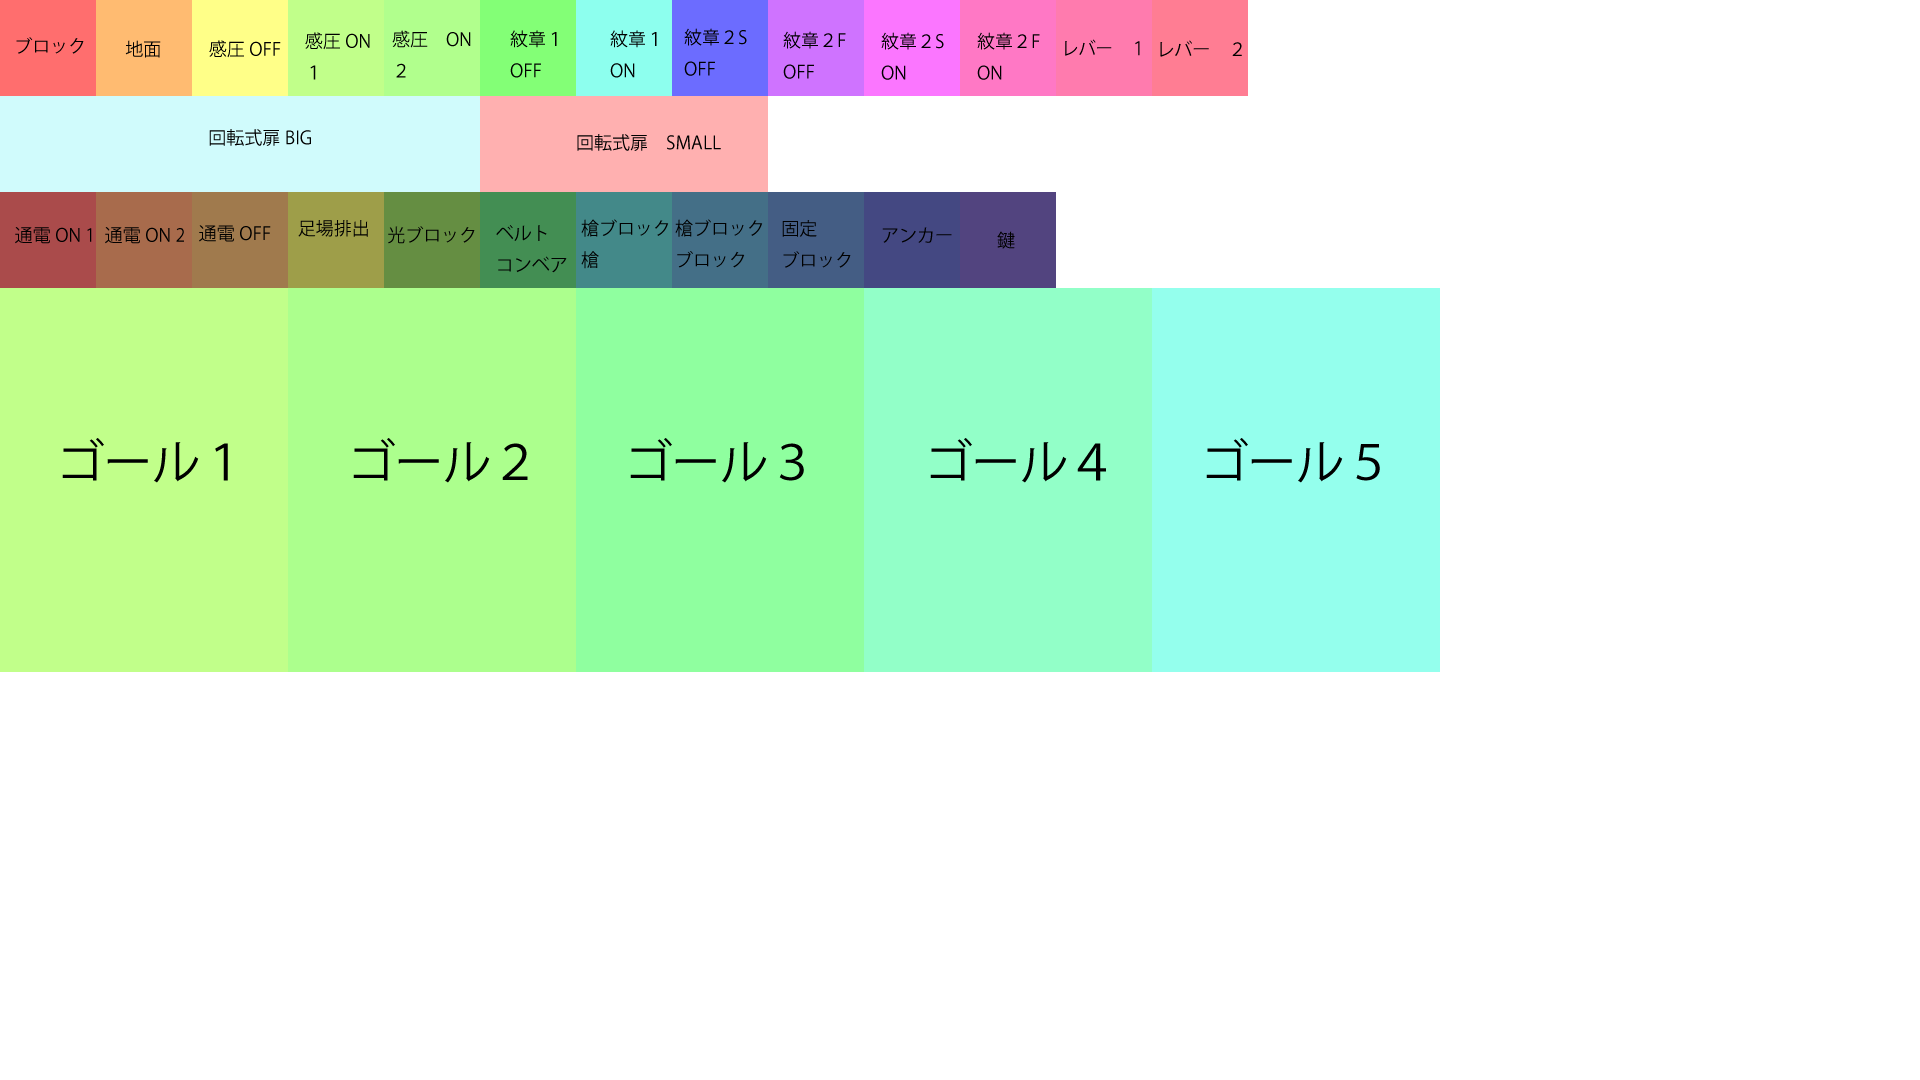 ブロック
地面
感圧 OFF
感圧 ON
1
感圧　ON
2
紋章 1
OFF
紋章 1
ON
紋章 2 S
OFF
紋章 2 F
OFF
紋章 2 S
ON
紋章 2 F
ON
レバー　1
レバー　2
回転式扉 BIG
回転式扉　SMALL
通電 ON 1
通電 ON 2
通電 OFF
足場排出
光ブロック
ベルト
コンベア
槍ブロック
槍
槍ブロック
ブロック
固定
ブロック
アンカー
鍵
ゴール 1
ゴール 2
ゴール 3
ゴール 4
ゴール 5